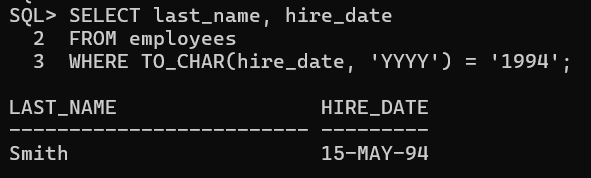 SQL> SELECT last_name, hire_date
  2  FROM employees
  3  WHERE TO_CHAR(hire_date, 'YYYY') = '1994';
LAST_NAME                 HIRE_DATE
------------------------- ---------
Smith                     15-MAY-94